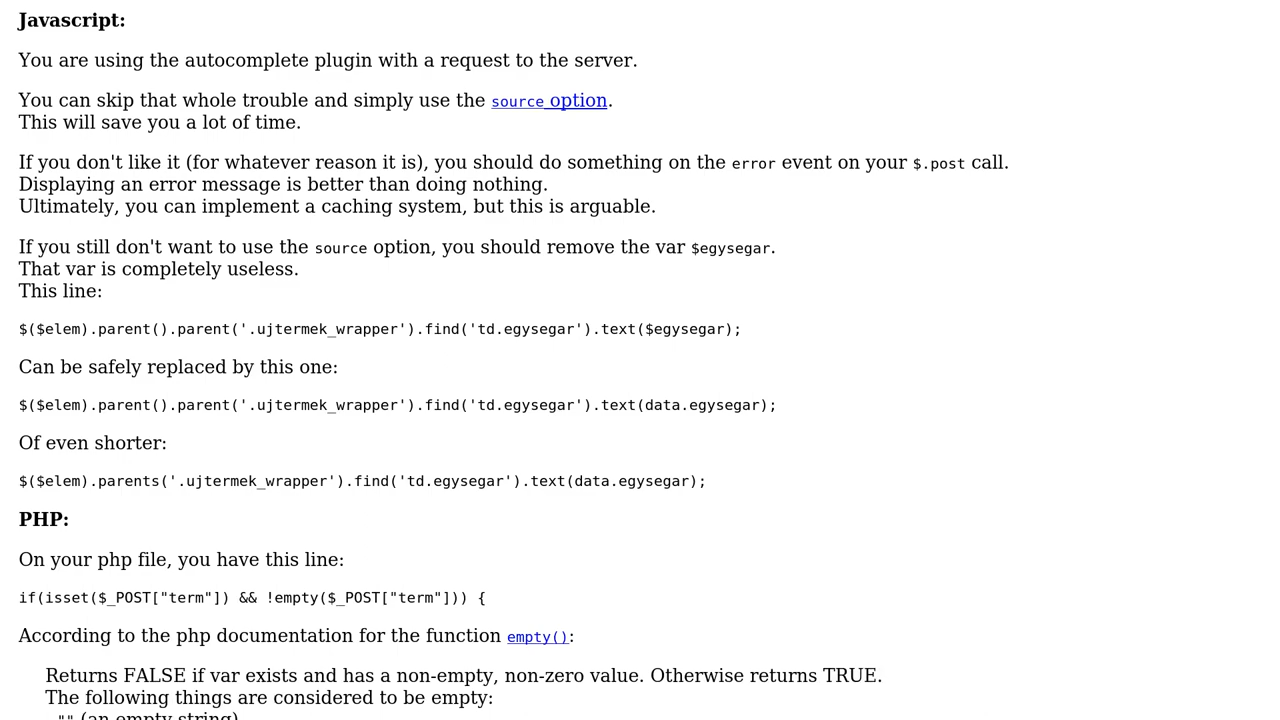 Javascript:
You are using the autocomplete plugin with a request to the server.
You can skip that whole trouble and simply use the source option.
This will save you a lot of time.
If you don't like it (for whatever reason it is), you should do something on the error event on your $.post call.
Displaying an error message is better than doing nothing.
Ultimately, you can implement a caching system, but this is arguable.
If you still don't want to use the source option, you should remove the var $egysegar.
That var is completely useless.
This line:
$($elem).parent().parent('.ujtermek_wrapper').find('td.egysegar').text($egysegar);
Can be safely replaced by this one:
$($elem).parent().parent('.ujtermek_wrapper').find('td.egysegar').text(data.egysegar);
Of even shorter:
$($elem).parents('.ujtermek_wrapper').find('td.egysegar').text(data.egysegar);
PHP:
On your php file, you have this line:
if(isset($_POST["term"]) && !empty($_POST["term"])) {
According to the php documentation for the function empty():
Returns FALSE if var exists and has a non-empty, non-zero value. Otherwise returns TRUE.
The following things are considered to be empty:
"" (an empty string)